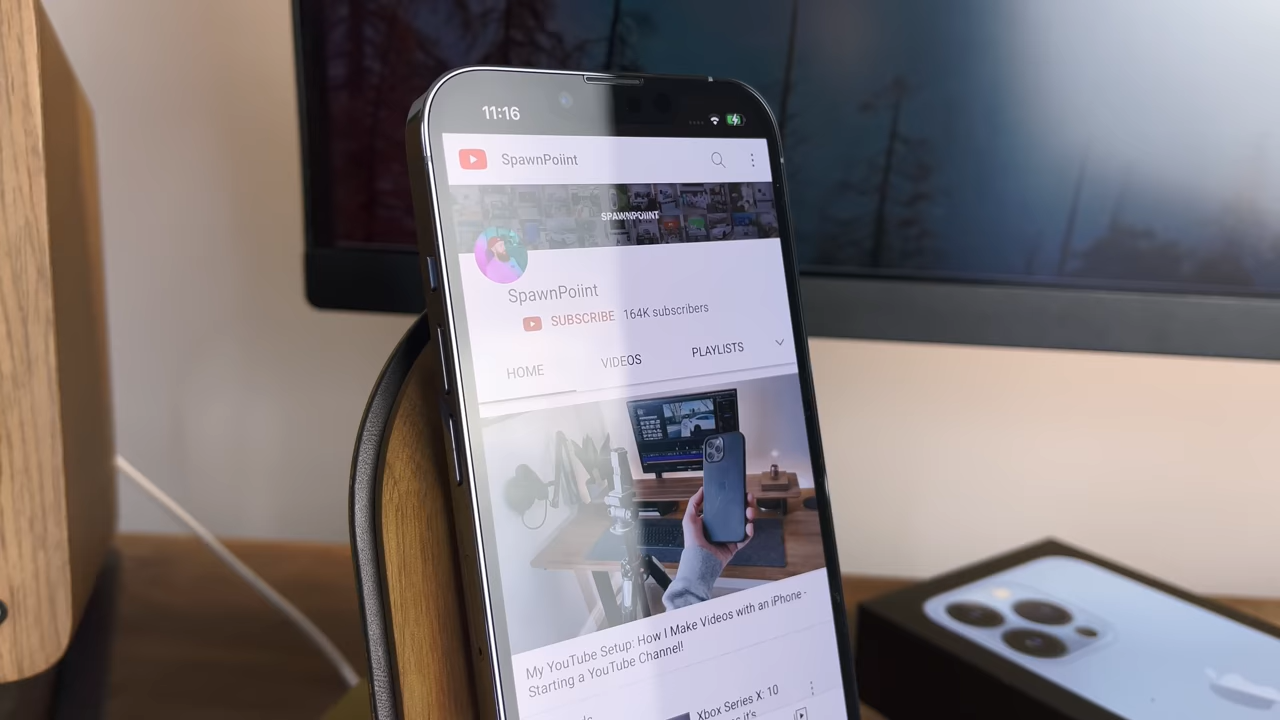 11:16
SpawnPoiint
SPAWNPOIINT
SpawnPoiint
SUBSCRIBE 164K subscribers
HOME VIDEOS PLAYLISTS
My YouTube Setup: How I Make Videos with an iPhone -
Starting a YouTube Channel!
Xbox Series X: 10
it's